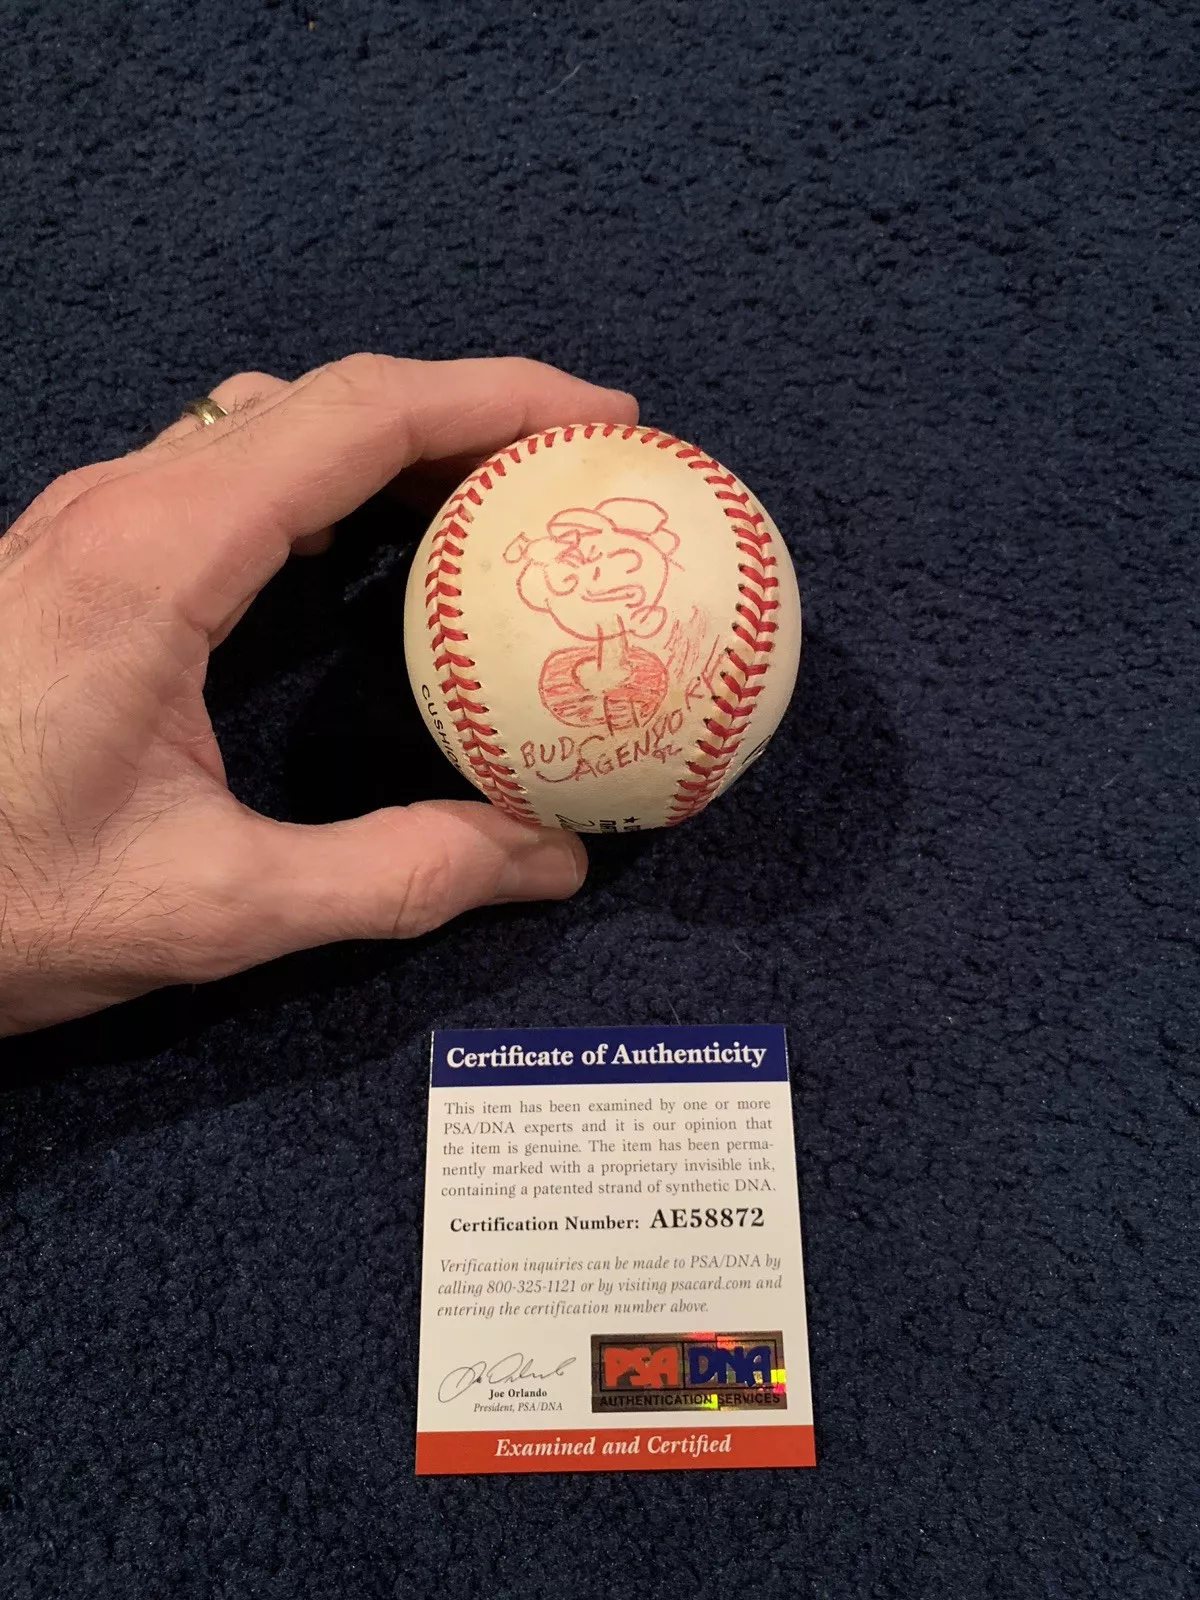 CUSHION
BUD
SAGENDORF
92
Certificate of Authenticity
This item has been examined by one or more
PSA/DNA experts and it is our opinion that
the item is genuine. The item has been perma-
nently marked with a proprietary invisible ink,
containing a patented strand of synthetic DNA.
Certification Number: AE58872
Verification inquiries can be made to PSA/DNA by
calling 800-325-1121 or by visiting psacard.com and
entering the certification number above.
Joe Orlando
President, PSA/DNA
PSA DNA
AUTHENTICATION SERVICES
Examined and Certified